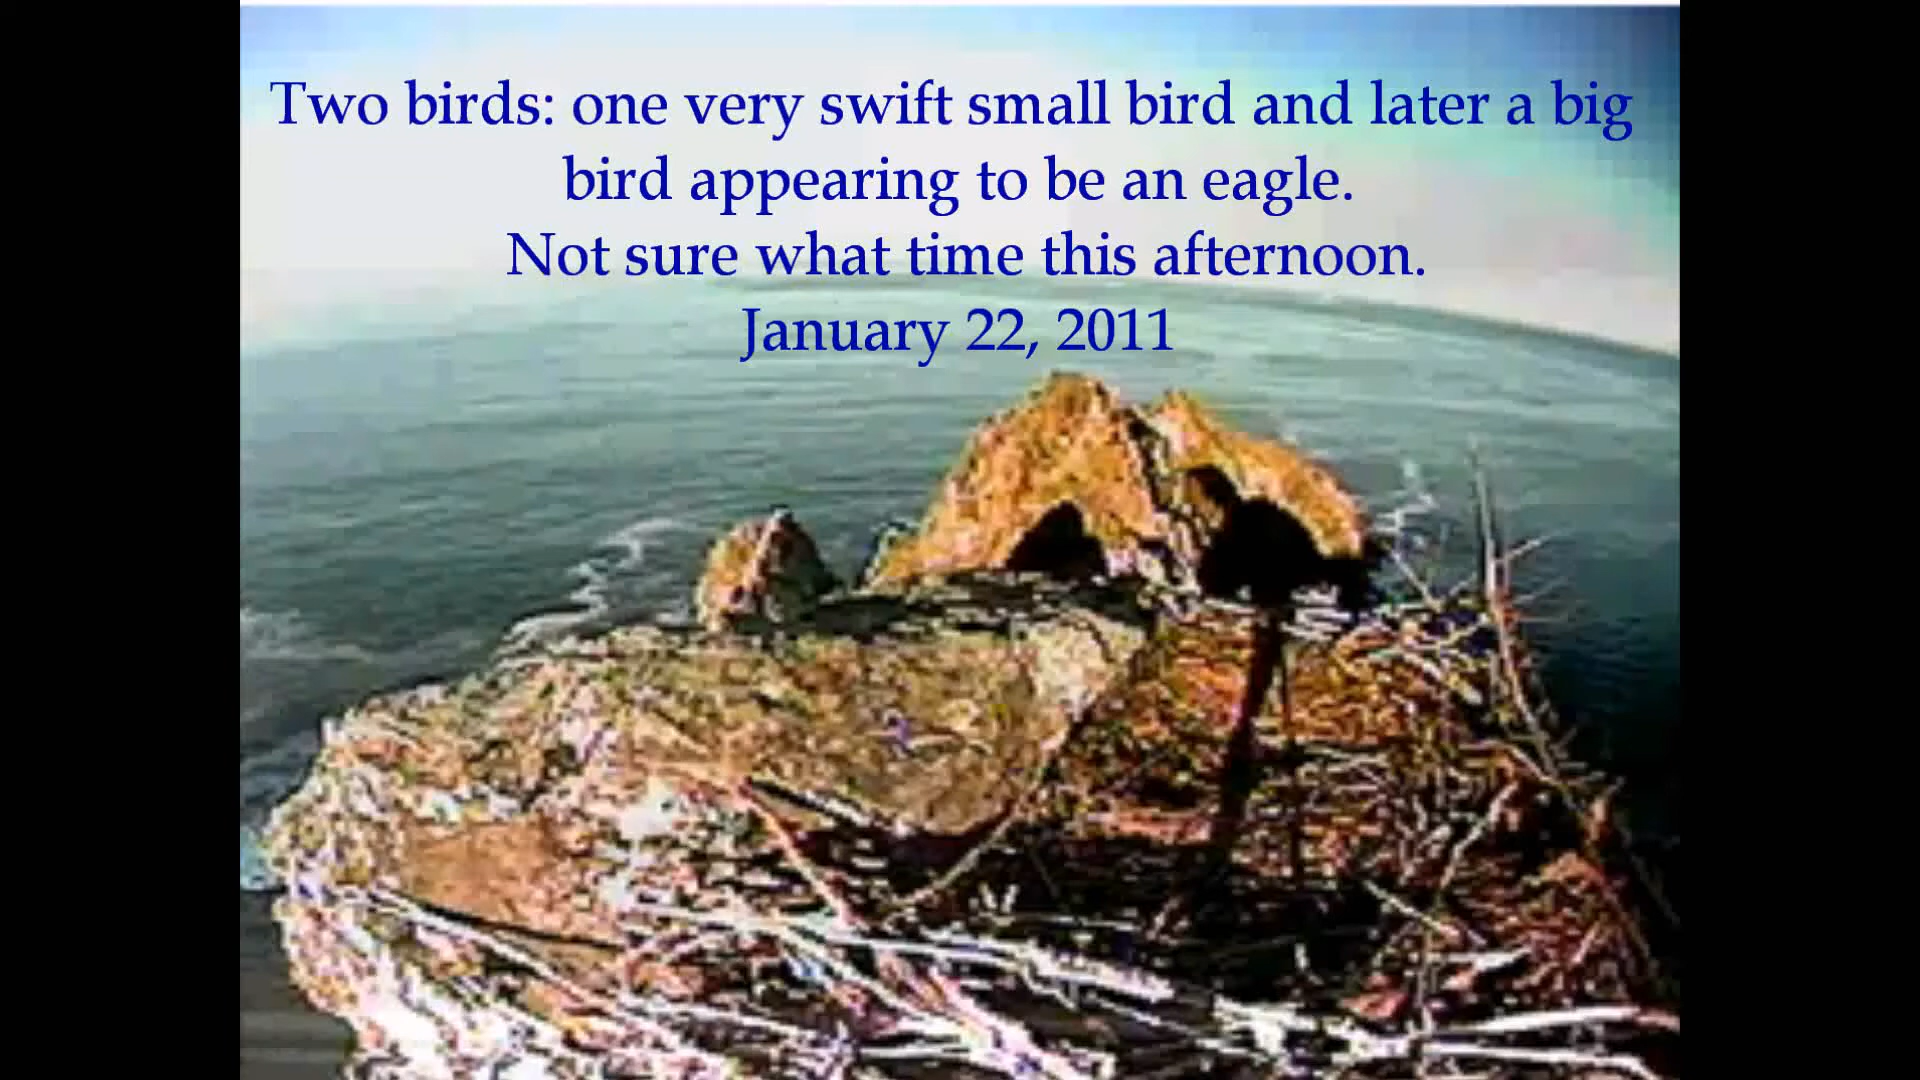 Two birds: one very swift small bird and later a big
bird appearing to be an eagle.
Not sure what time this afternoon.
January 22, 2011